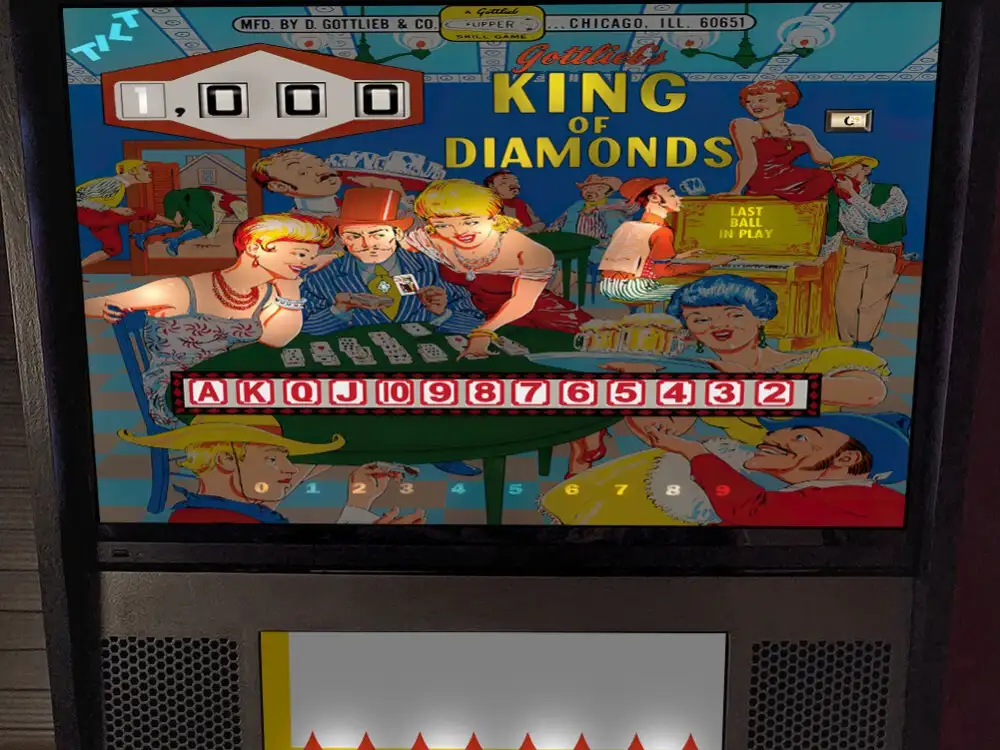 TILT
MFD. BY D. GOTTLIEB & CO.
a Gottlieb
UPPER
SKILL GAME
... CHICAGO, ILL. 60651
Gottlieb's
KING
OF
DIAMONDS
1,000
LAST
BALL
IN PLAY
A K Q J 10 9 8 7 6 5 4 3 2
0 1 2 3 4 5 6 7 8 9